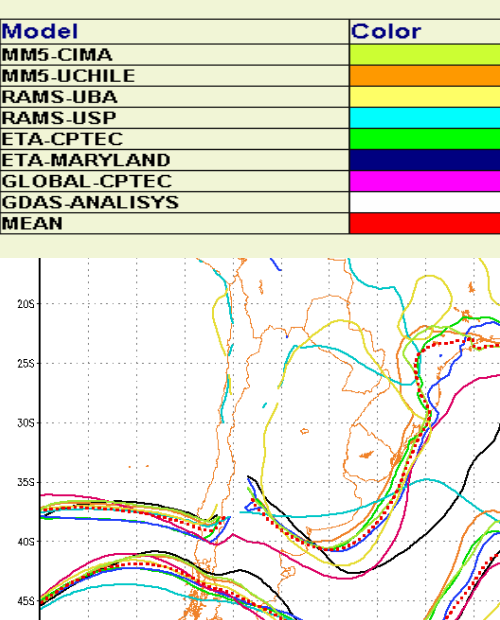 Model Color
MM5-CIMA
MM5-UCHILE
RAMS-UBA
RAMS-USP
ETA-CPTEC
ETA-MARYLAND
GLOBAL-CPTEC
GDAS-ANALISYS
MEAN
20S
25S
30S
35S
40S
45S